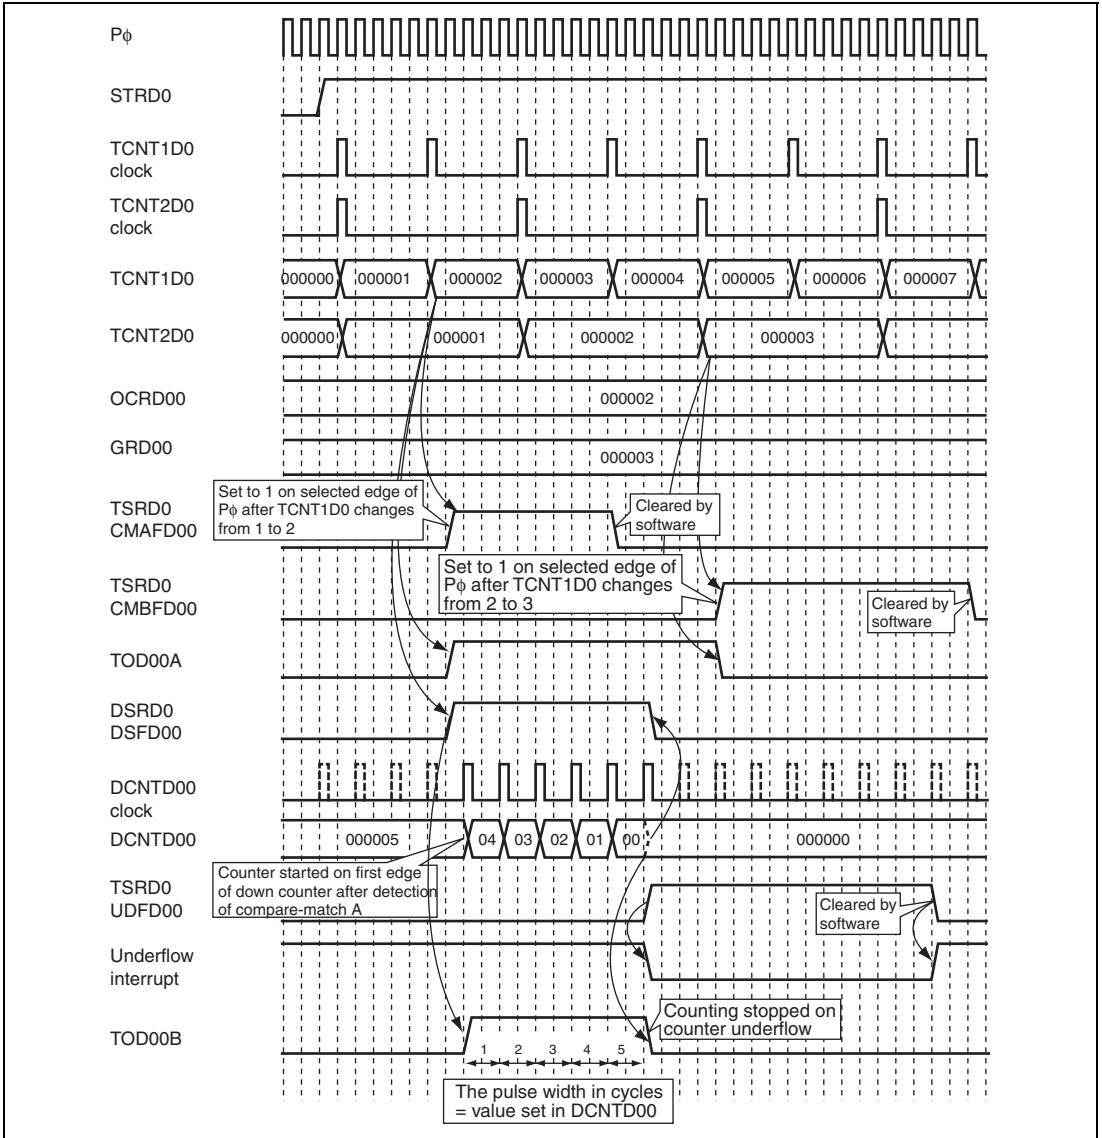 Pϕ
STRD0
TCNT1D0
clock
TCNT2D0
clock
TCNT1D0
000000 000001 000002 000003 000004 000005 000006 000007
TCNT2D0
000000 000001 000002 000003
OCRD00
000002
GRD00
000003
Set to 1 on selected edge of
Pϕ after TCNT1D0 changes
from 1 to 2
TSRD0
CMAFD00
Cleared by
software
Set to 1 on selected edge of
Pϕ after TCNT1D0 changes
from 2 to 3
TSRD0
CMBFD00
Cleared by
software
TOD00A
DSRD0
DSFD00
DCNTD00
clock
DCNTD00
000005 04 03 02 01 00 000000
Counter started on first edge
of down counter after detection
of compare-match A
TSRD0
UDFD00
Cleared by
software
Underflow
interrupt
Counting stopped on
counter underflow
TOD00B
1 2 3 4 5
The pulse width in cycles
= value set in DCNTD00